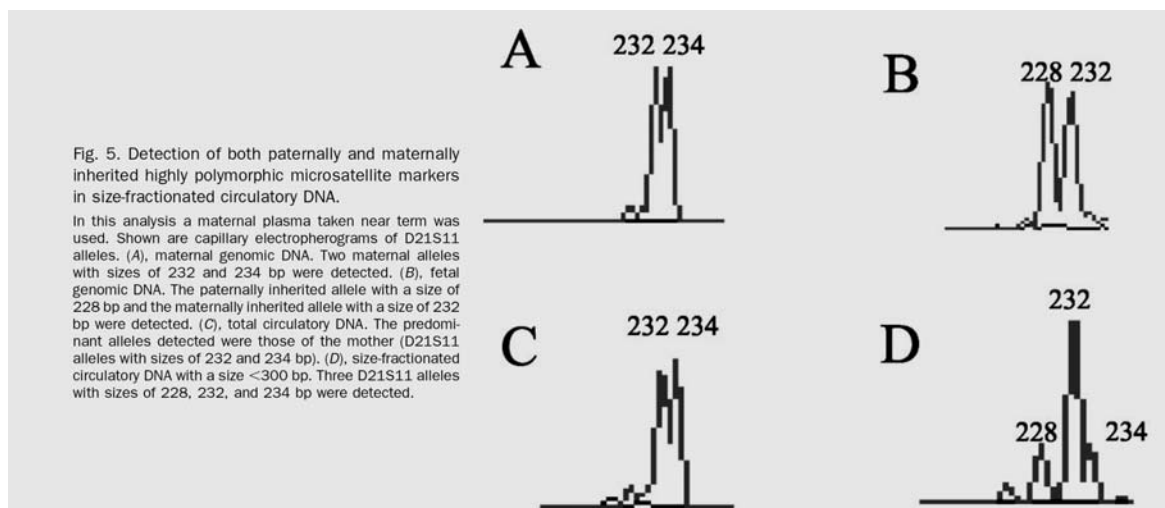 Fig. 5. Detection of both paternally and maternally
inherited highly polymorphic microsatellite markers
in size-fractionated circulatory DNA.
In this analysis a maternal plasma taken near term was
used. Shown are capillary electropherograms of D21S11
alleles. (A), maternal genomic DNA. Two maternal alleles
with sizes of 232 and 234 bp were detected. (B), fetal
genomic DNA. The paternally inherited allele with a size of
228 bp and the maternally inherited allele with a size of 232
bp were detected. (C), total circulatory DNA. The predomi-
nant alleles detected were those of the mother (D21S11
alleles with sizes of 232 and 234 bp). (D), size-fractionated
circulatory DNA with a size <300 bp. Three D21S11 alleles
with sizes of 228, 232, and 234 bp were detected.
A
232 234
B
228 232
C
232 234
D
232
228 234